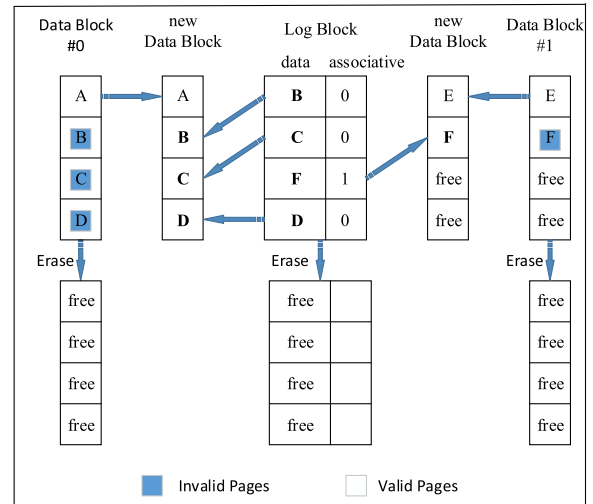 Data Block
#0
new
Data Block
Log Block
new
Data Block
Data Block
#1
data associative
A A B 0 E E
B B C 0 F F
C C F 1 free free
D D D 0 free free
Erase Erase Erase
free free free
free free free
free free free
free free free
Invalid Pages Valid Pages